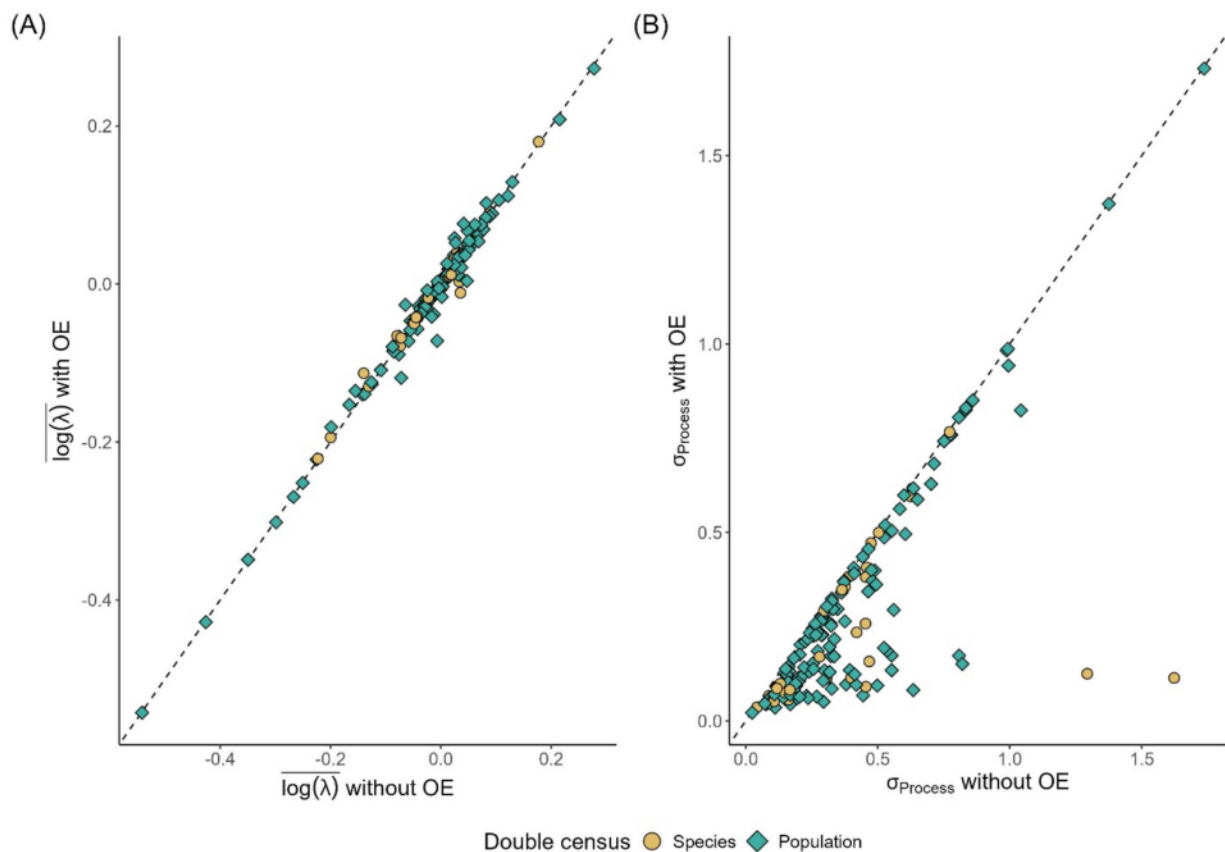 (A)
(B)
0.2
0.0
-0.2
-0.4
log(λ) with OE
-0.4
-0.2
0.0
0.2
log(λ) without OE
1.5
1.0
0.5
0.0
σProcess with OE
0.0
0.5
1.0
1.5
σProcess without OE
Double census Species Population